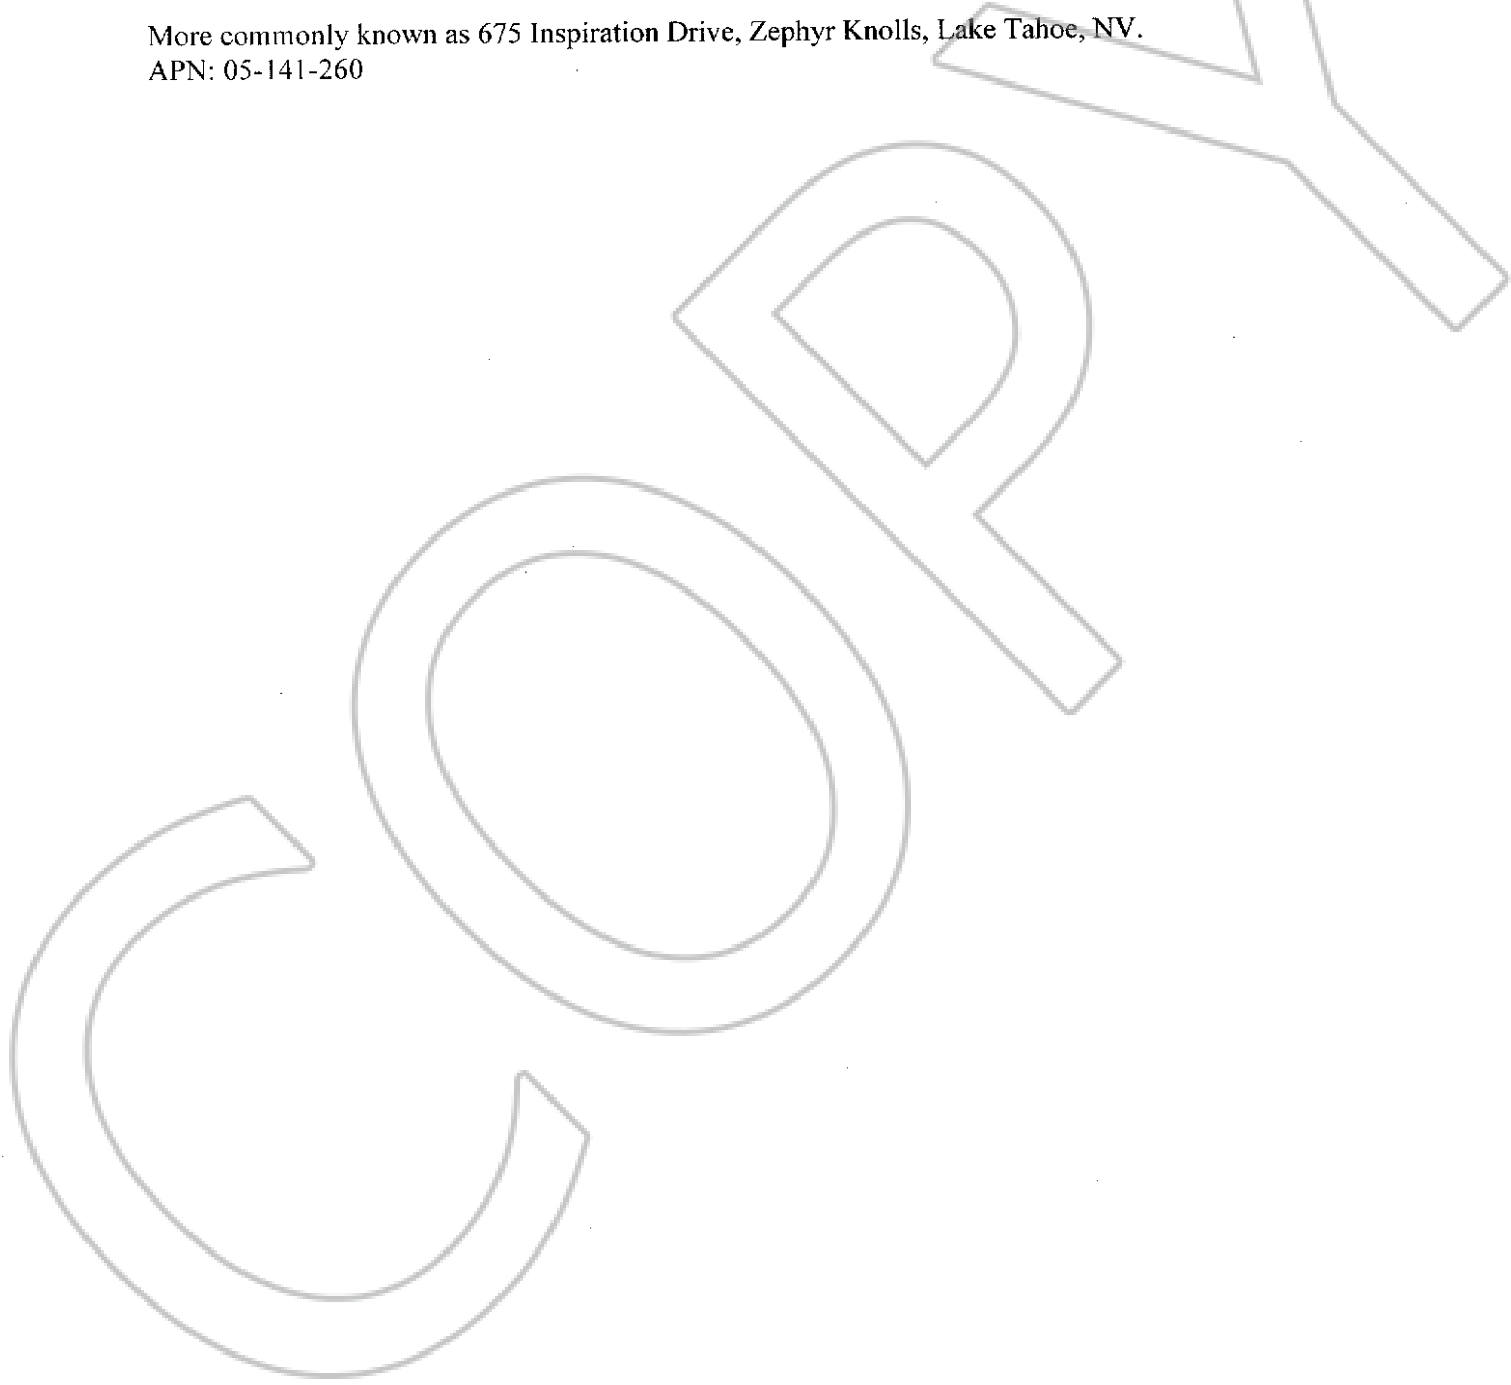 More commonly known as 675 Inspiration Drive, Zephyr Knolls, Lake Tahoe, NV.
APN: 05-141-260
COPY